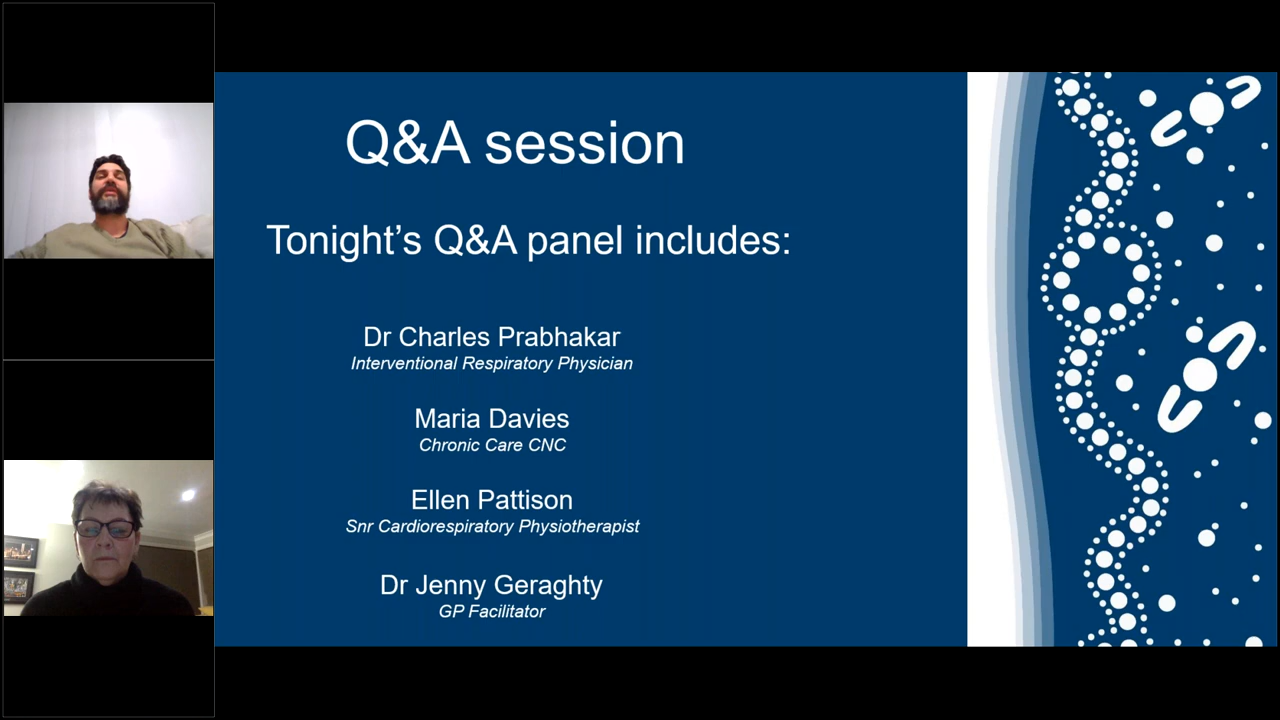 Q&A session
Tonight’s Q&A panel includes:
Dr Charles Prabhakar
Interventional Respiratory Physician
Maria Davies
Chronic Care CNC
Ellen Pattison
Snr Cardiorespiratory Physiotherapist
Dr Jenny Geraghty
GP Facilitator